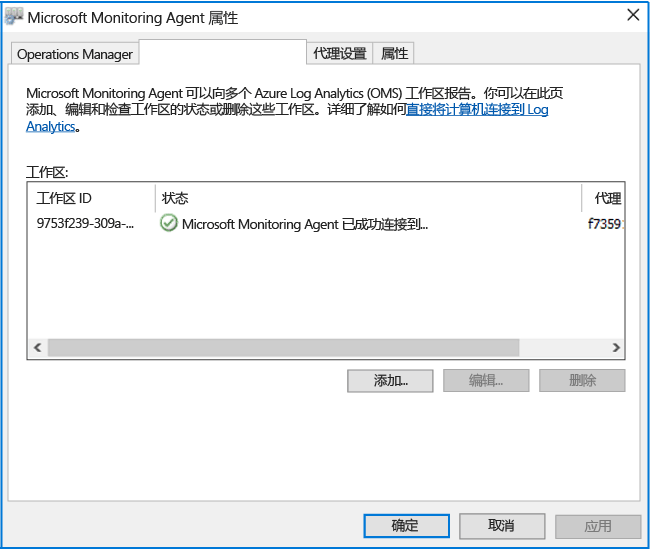 Microsoft Monitoring Agent 属性
Operations Manager
代理设置
属性
Microsoft Monitoring Agent 可以向多个 Azure Log Analytics (OMS) 工作区报告。你可以在此页
添加、编辑和检查工作区的状态或删除这些工作区。详细了解如何直接将计算机连接到 Log
Analytics。
工作区:
工作区 ID 状态 代理
9753f239-309a-... Microsoft Monitoring Agent 已成功连接到... f7359
添加... 编辑... 删除
确定 取消 应用